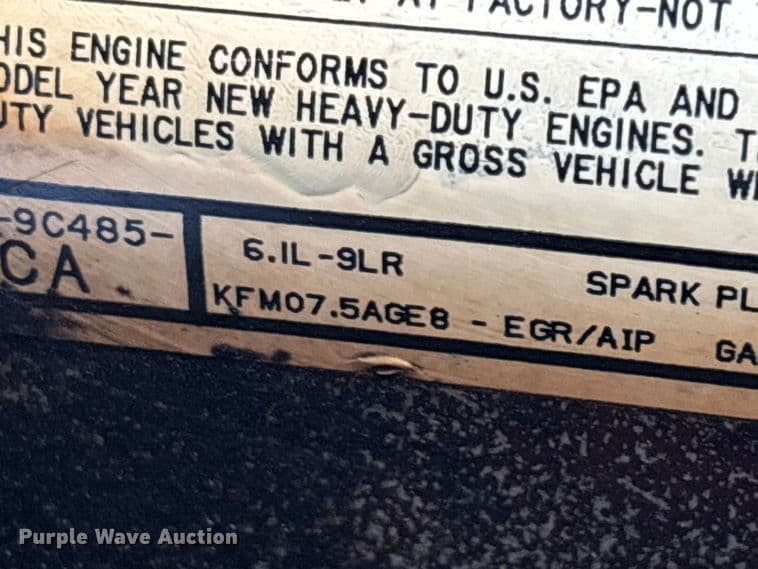 AT FACTORY-NOT
HIS ENGINE CONFORMS TO U.S. EPA AND
ODEL YEAR NEW HEAVY-DUTY ENGINES. T
UTY VEHICLES WITH A GROSS VEHICLE WE
-9C485-
CA
6.1L-9LR
SPARK PL
KFM07.5AGE8 - EGR/AIP GA
Purple Wave Auction